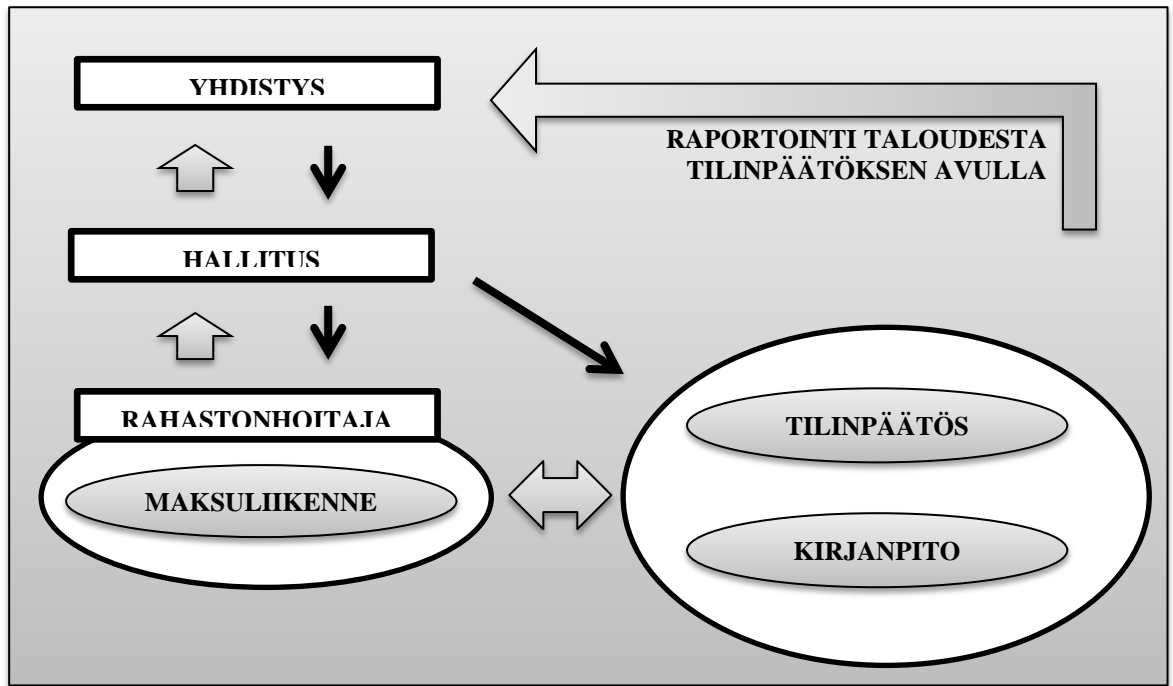 YHDISTYS
RAPORTOINTI TALOUDESTA
TILINPÄÄTÖKSEN AVULLA
HALLITUS
RAHASTONHOITAJA
TILINPÄÄTÖS
MAKSULIIKENNE
KIRJANPITO